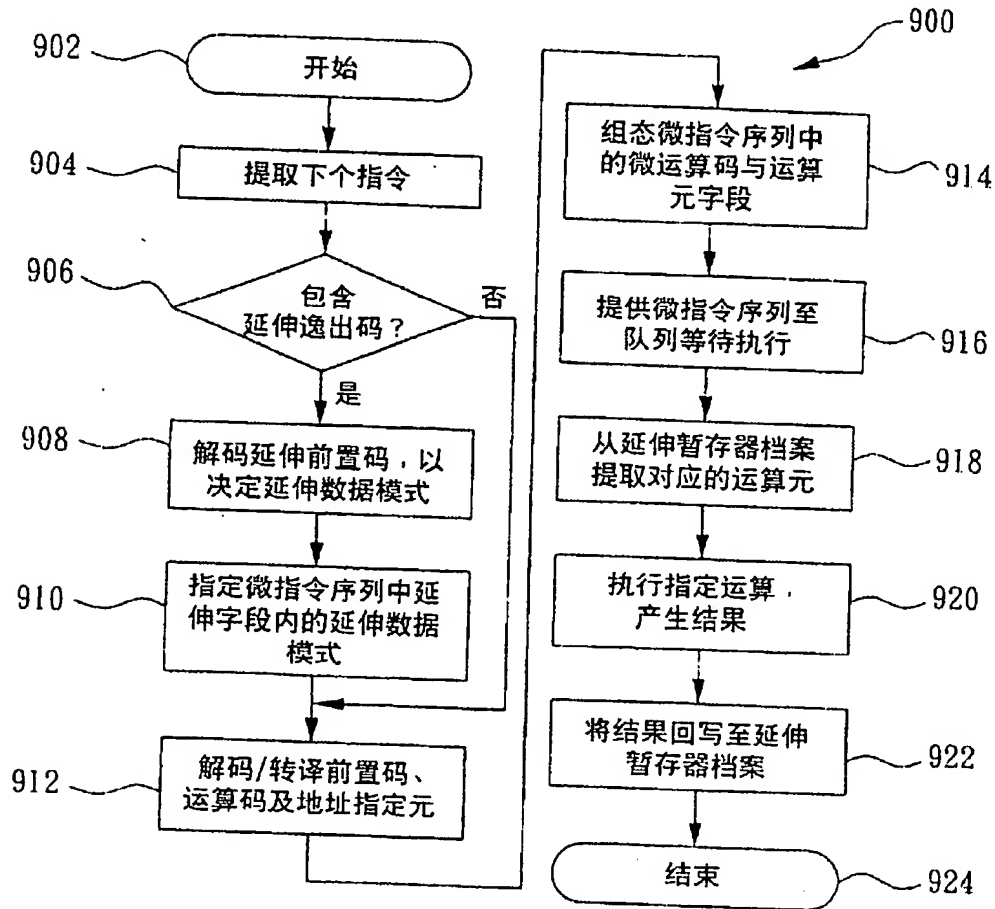 900
902
开始
904
提取下个指令
906
包含
延伸逸出码？
否
是
908
解码延伸前置码，以
决定延伸数据模式
910
指定微指令序列中延
伸字段内的延伸数据
模式
912
解码/转译前置码、
运算码及地址指定元
组态微指令序列中
的微运算码与运算
元字段
914
提供微指令序列至
队列等待执行
916
从延伸暂存器档案
提取对应的运算元
918
执行指定运算，
产生结果
920
将结果回写至延伸
暂存器档案
922
结束
924